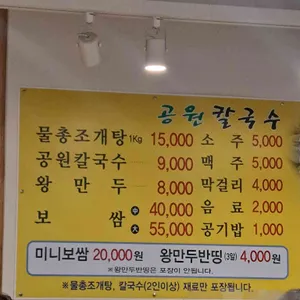 공원칼국수
물총조개탕 1Kg 15,000 소 주 5,000
공원칼국수 9,000 맥 주 5,000
왕 만 두 8,000 막걸리 4,000
보 쌈 中 40,000 음 료 2,000
大 55,000 공기밥 1,000
미니보쌈 20,000원 왕만두반띵(3알) 4,000원
※왕만두반띵은 포장이 안됩니다.
※물총조개탕, 칼국수(2인이상) 재료만 포장됩니다.